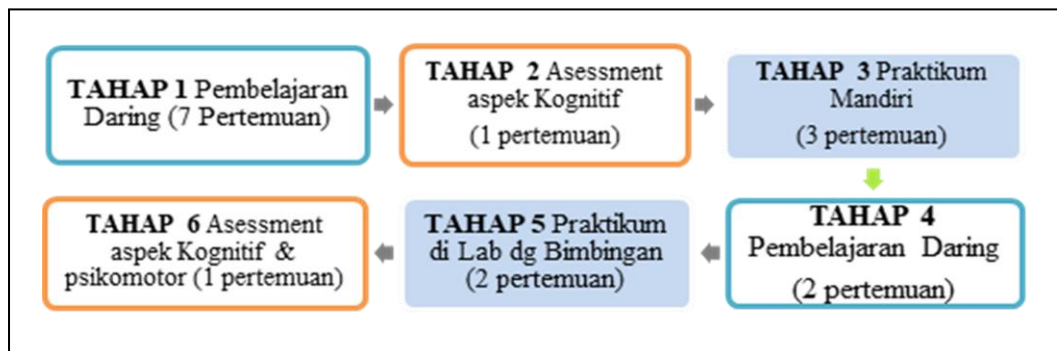 TAHAP 1 Pembelajaran
Daring (7 Pertemuan)
TAHAP 2 Asessment
aspek Kognitif
(1 pertemuan)
TAHAP 3 Praktikum
Mandiri
(3 pertemuan)
TAHAP 4
Pembelajaran Daring
(2 pertemuan)
TAHAP 5 Praktikum
di Lab dg Bimbingan
(2 pertemuan)
TAHAP 6 Asessment
aspek Kognitif &
psikomotor (1 pertemuan)